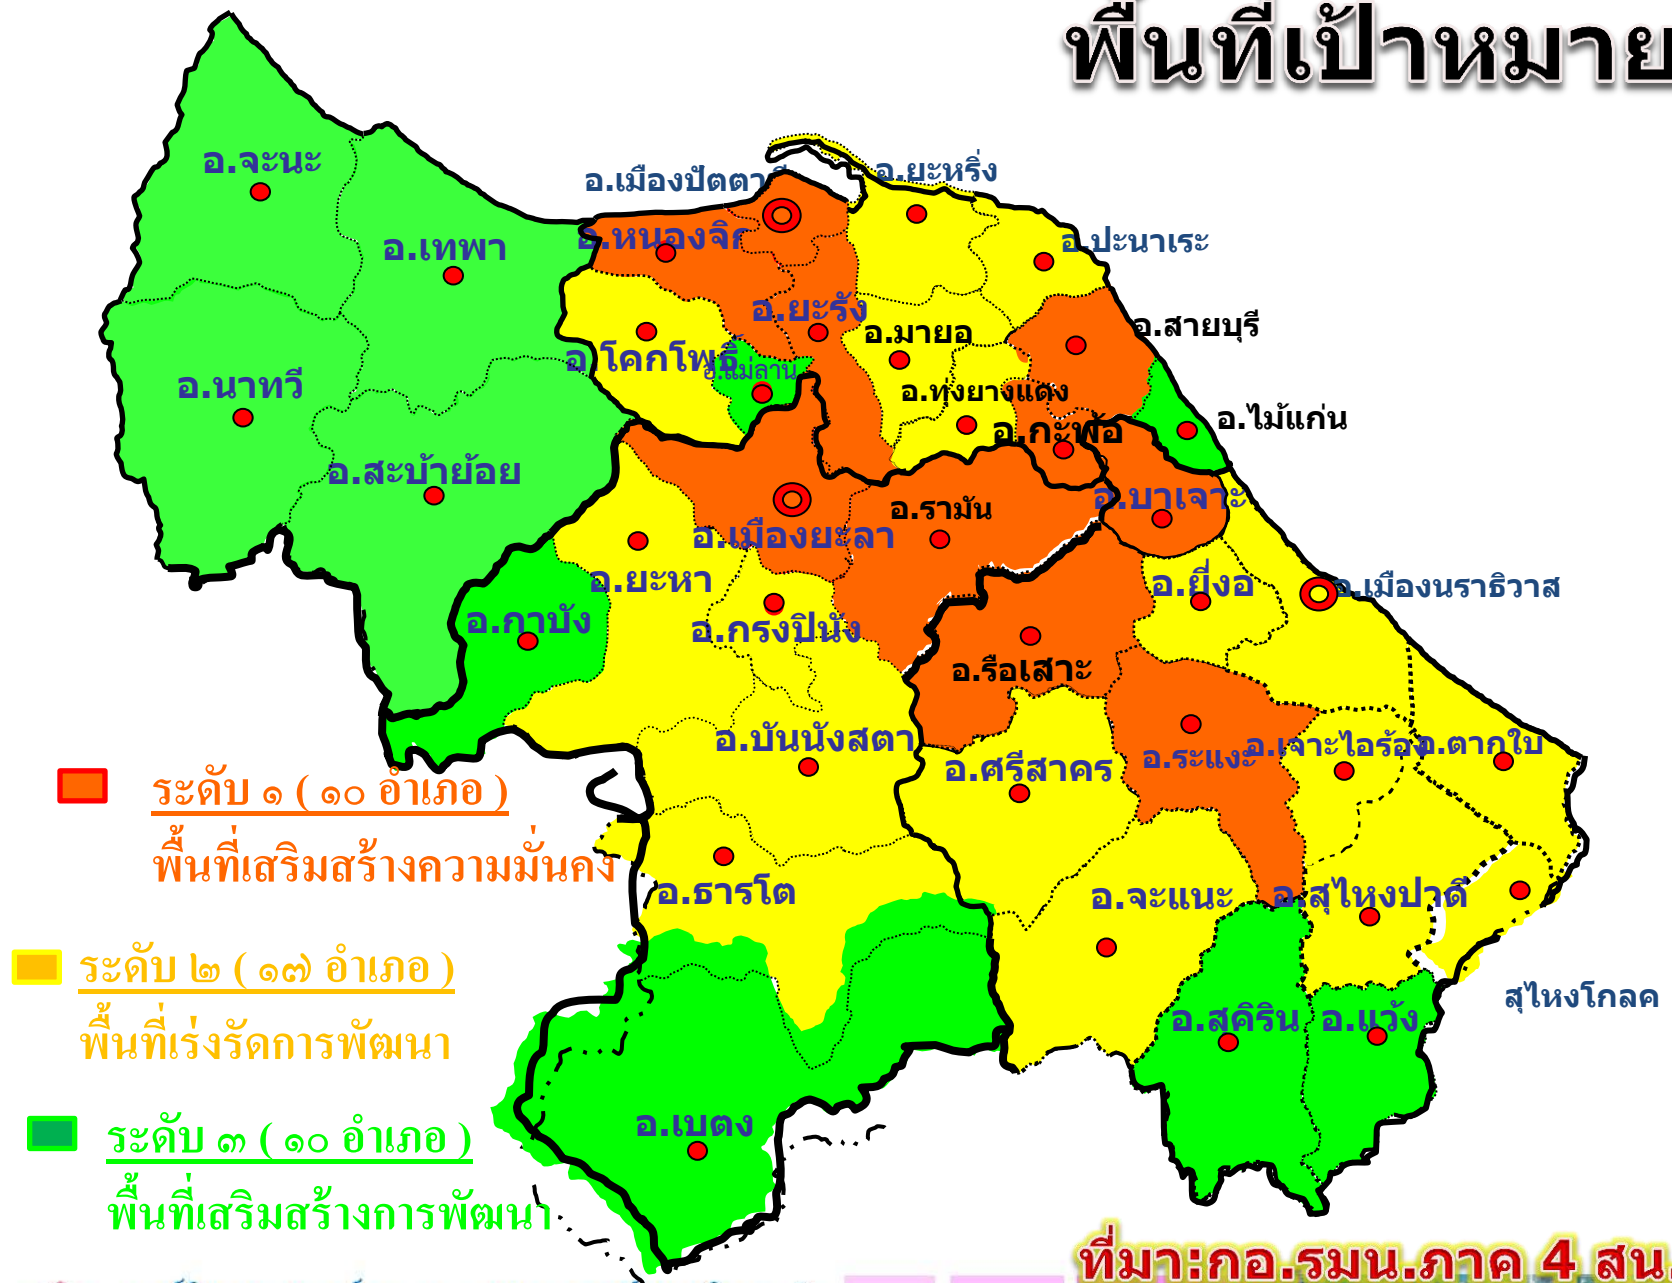 พื้นที่เป้าหมาย
อ.จะนะ
อ.เมืองปัตตานี
อ.ยะหริ่ง
อ.เทพา
อ.หนองจิก
อ.ปะนาเระ
อ.ยะรัง
อ.มายอ
อ.สายบุรี
อ.โคกโพธิ์
อ.แม่ลาน
อ.นาทวี
อ.ทุ่งยางแดง
อ.กะพ้อ
อ.ไม้แก่น
อ.สะบ้าย้อย
อ.บาเจาะ
อ.รามัน
อ.เมืองยะลา
อ.ยะหา
อ.ยี่งอ
อ.เมืองนราธิวาส
อ.กาบัง
อ.กรงปินัง
อ.รือเสาะ
อ.บันนังสตา
อ.ศรีสาคร
อ.ระแงะ
อ.เจาะไอร้อง
อ.ตากใบ
ระดับ ๑ ( ๑๐ อำเภอ )
พื้นที่เสริมสร้างความมั่นคง
อ.ธารโต
อ.จะแนะ
อ.สุไหงปาดี
ระดับ ๒ ( ๑๗ อำเภอ )
พื้นที่เร่งรัดการพัฒนา
สุไหงโกลค
อ.สุคิริน
อ.แว้ง
ระดับ ๓ ( ๑๐ อำเภอ )
พื้นที่เสริมสร้างการพัฒนา
อ.เบตง
ที่มา:กอ.รมน.ภาค 4 สน.